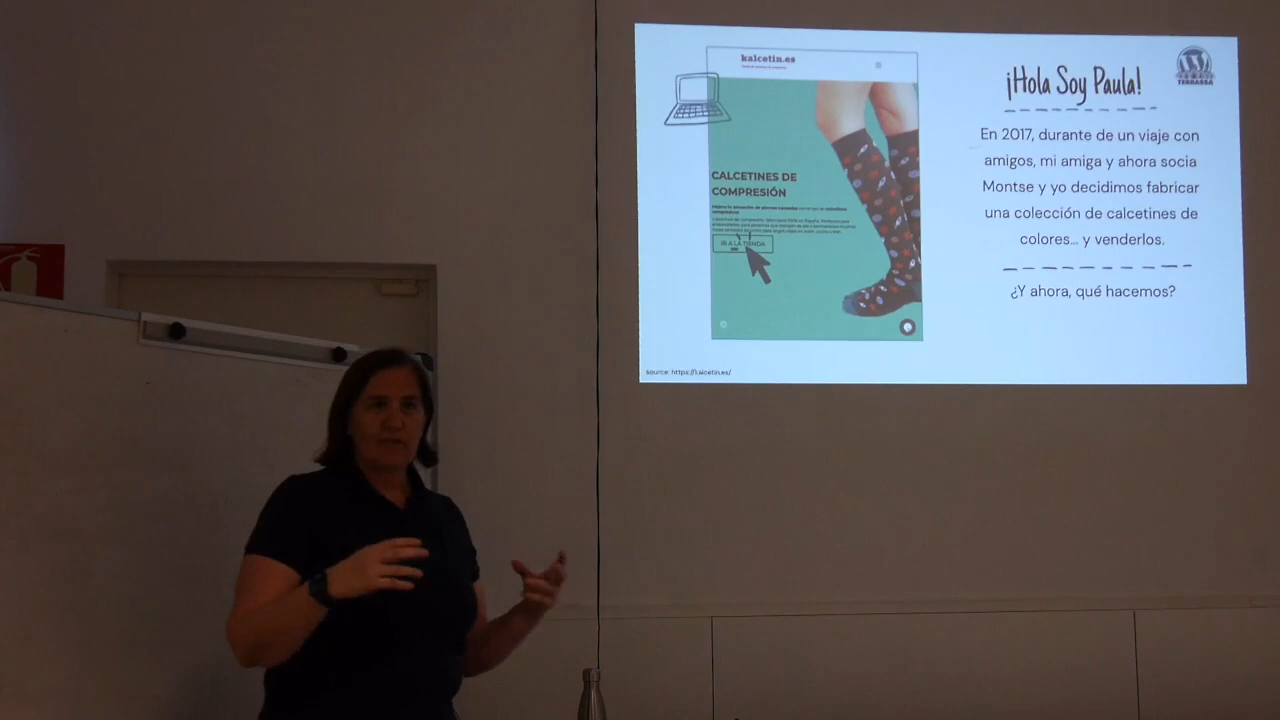 kalcetin.es
CALCETINES DE
COMPRESIÓN
IR A LA TIENDA
source: https://kalcetin.es/
¡Hola Soy Paula!
TERRASSA
En 2017, durante de un viaje con
amigos, mi amiga y ahora socia
Montse y yo decidimos fabricar
una colección de calcetines de
colores... y venderlos.
¿Y ahora, qué hacemos?